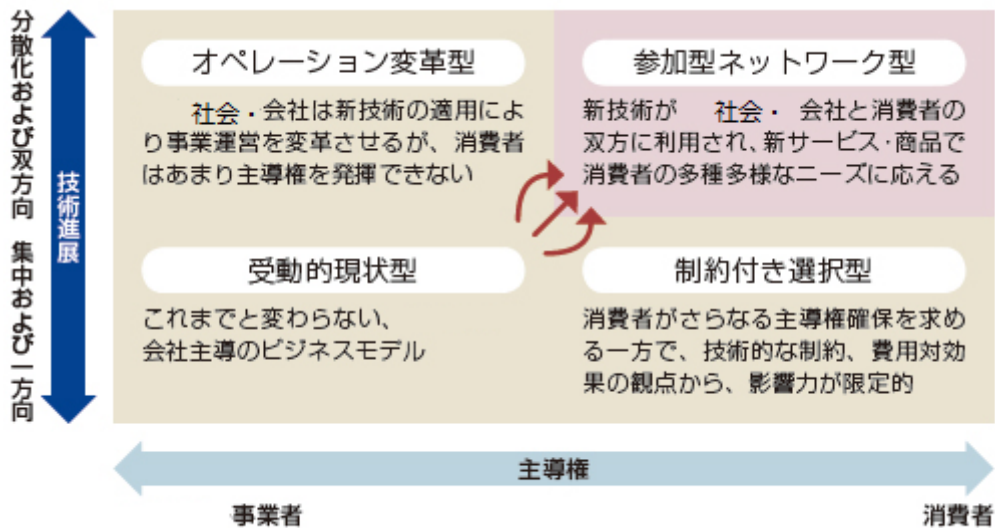 分散化および双方向 集中および一方向
技術進展
オペレーション変革型
社会・会社は新技術の適用によ
り事業運営を変革させるが、消費者
はあまり主導権を発揮できない
参加型ネットワーク型
新技術が 社会・ 会社と消費者の
双方に利用され、新サービス・商品で
消費者の多種多様なニーズに応える
受動的現状型
これまでと変わらない、
会社主導のビジネスモデル
制約付き選択型
消費者がさらなる主導権確保を求め
る一方で、技術的な制約、費用対効
果の観点から、影響力が限定的
主導権
事業者
消費者